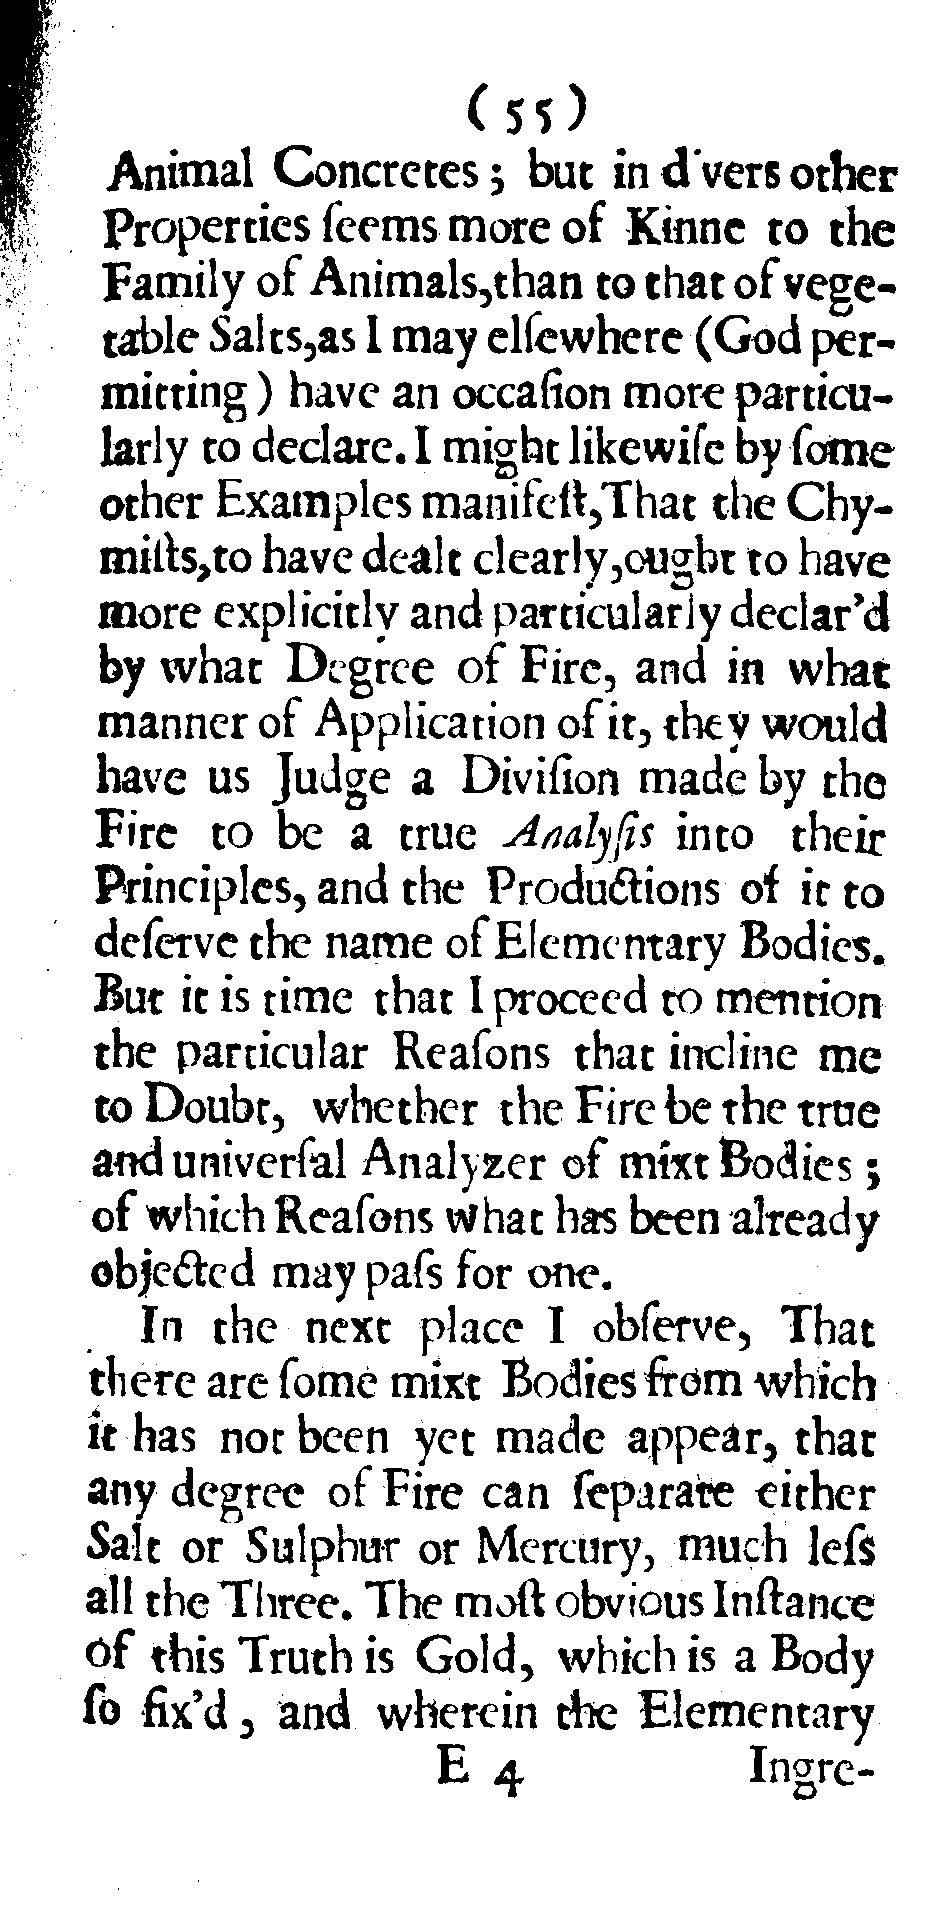 (55)
Animal Concretes; but in d'vers other
Properties ſeems more of Kinne to the
Family of Animals,than to that of vege-
table Salts,as I may elſewhere (God per-
mitting) have an occaſion more particu-
larly to declare. I might likewiſe by ſome
other Examples manifeſt,That the Chy-
miſts,to have dealt clearly,ought to have
more explicitly and particularly declar'd
by what Degree of Fire, and in what
manner of Application of it, they would
have us Judge a Diviſion made by the
Fire to be a true Analyſis into their
Principles, and the Productions of it to
deſerve the name of Elementary Bodies.
But it is time that I proceed to mention
the particular Reaſons that incline me
to Doubt, whether the Fire be the true
and univerſal Analyzer of mixt Bodies;
of which Reaſons what has been already
objected may paſs for one.
In the next place I obſerve, That
there are ſome mixt Bodies from which
it has not been yet made appear, that
any degree of Fire can ſeparate either
Salt or Sulphur or Mercury, much leſs
all the Three. The moſt obvious Inſtance
of this Truth is Gold, which is a Body
ſo fix'd, and wherein the Elementary
E 4 Ingre-